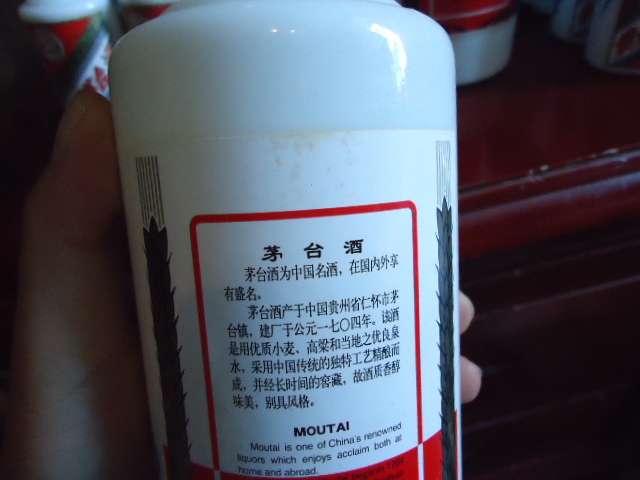 茅台酒
茅台酒为中国名酒，在国内外享
有盛名。
茅台酒产于中国贵州省仁怀市茅
台镇，建厂于公元一七〇四年。该酒
是用优质小麦、高粱和当地之优良泉
水，采用中国传统的独特工艺精酿而
成，并经长时间的窖藏，故酒质香醇
味美，别具风格。
MOUTAI
Moutai is one of China's renowned
liquors which enjoys acclaim both at
home and abroad.